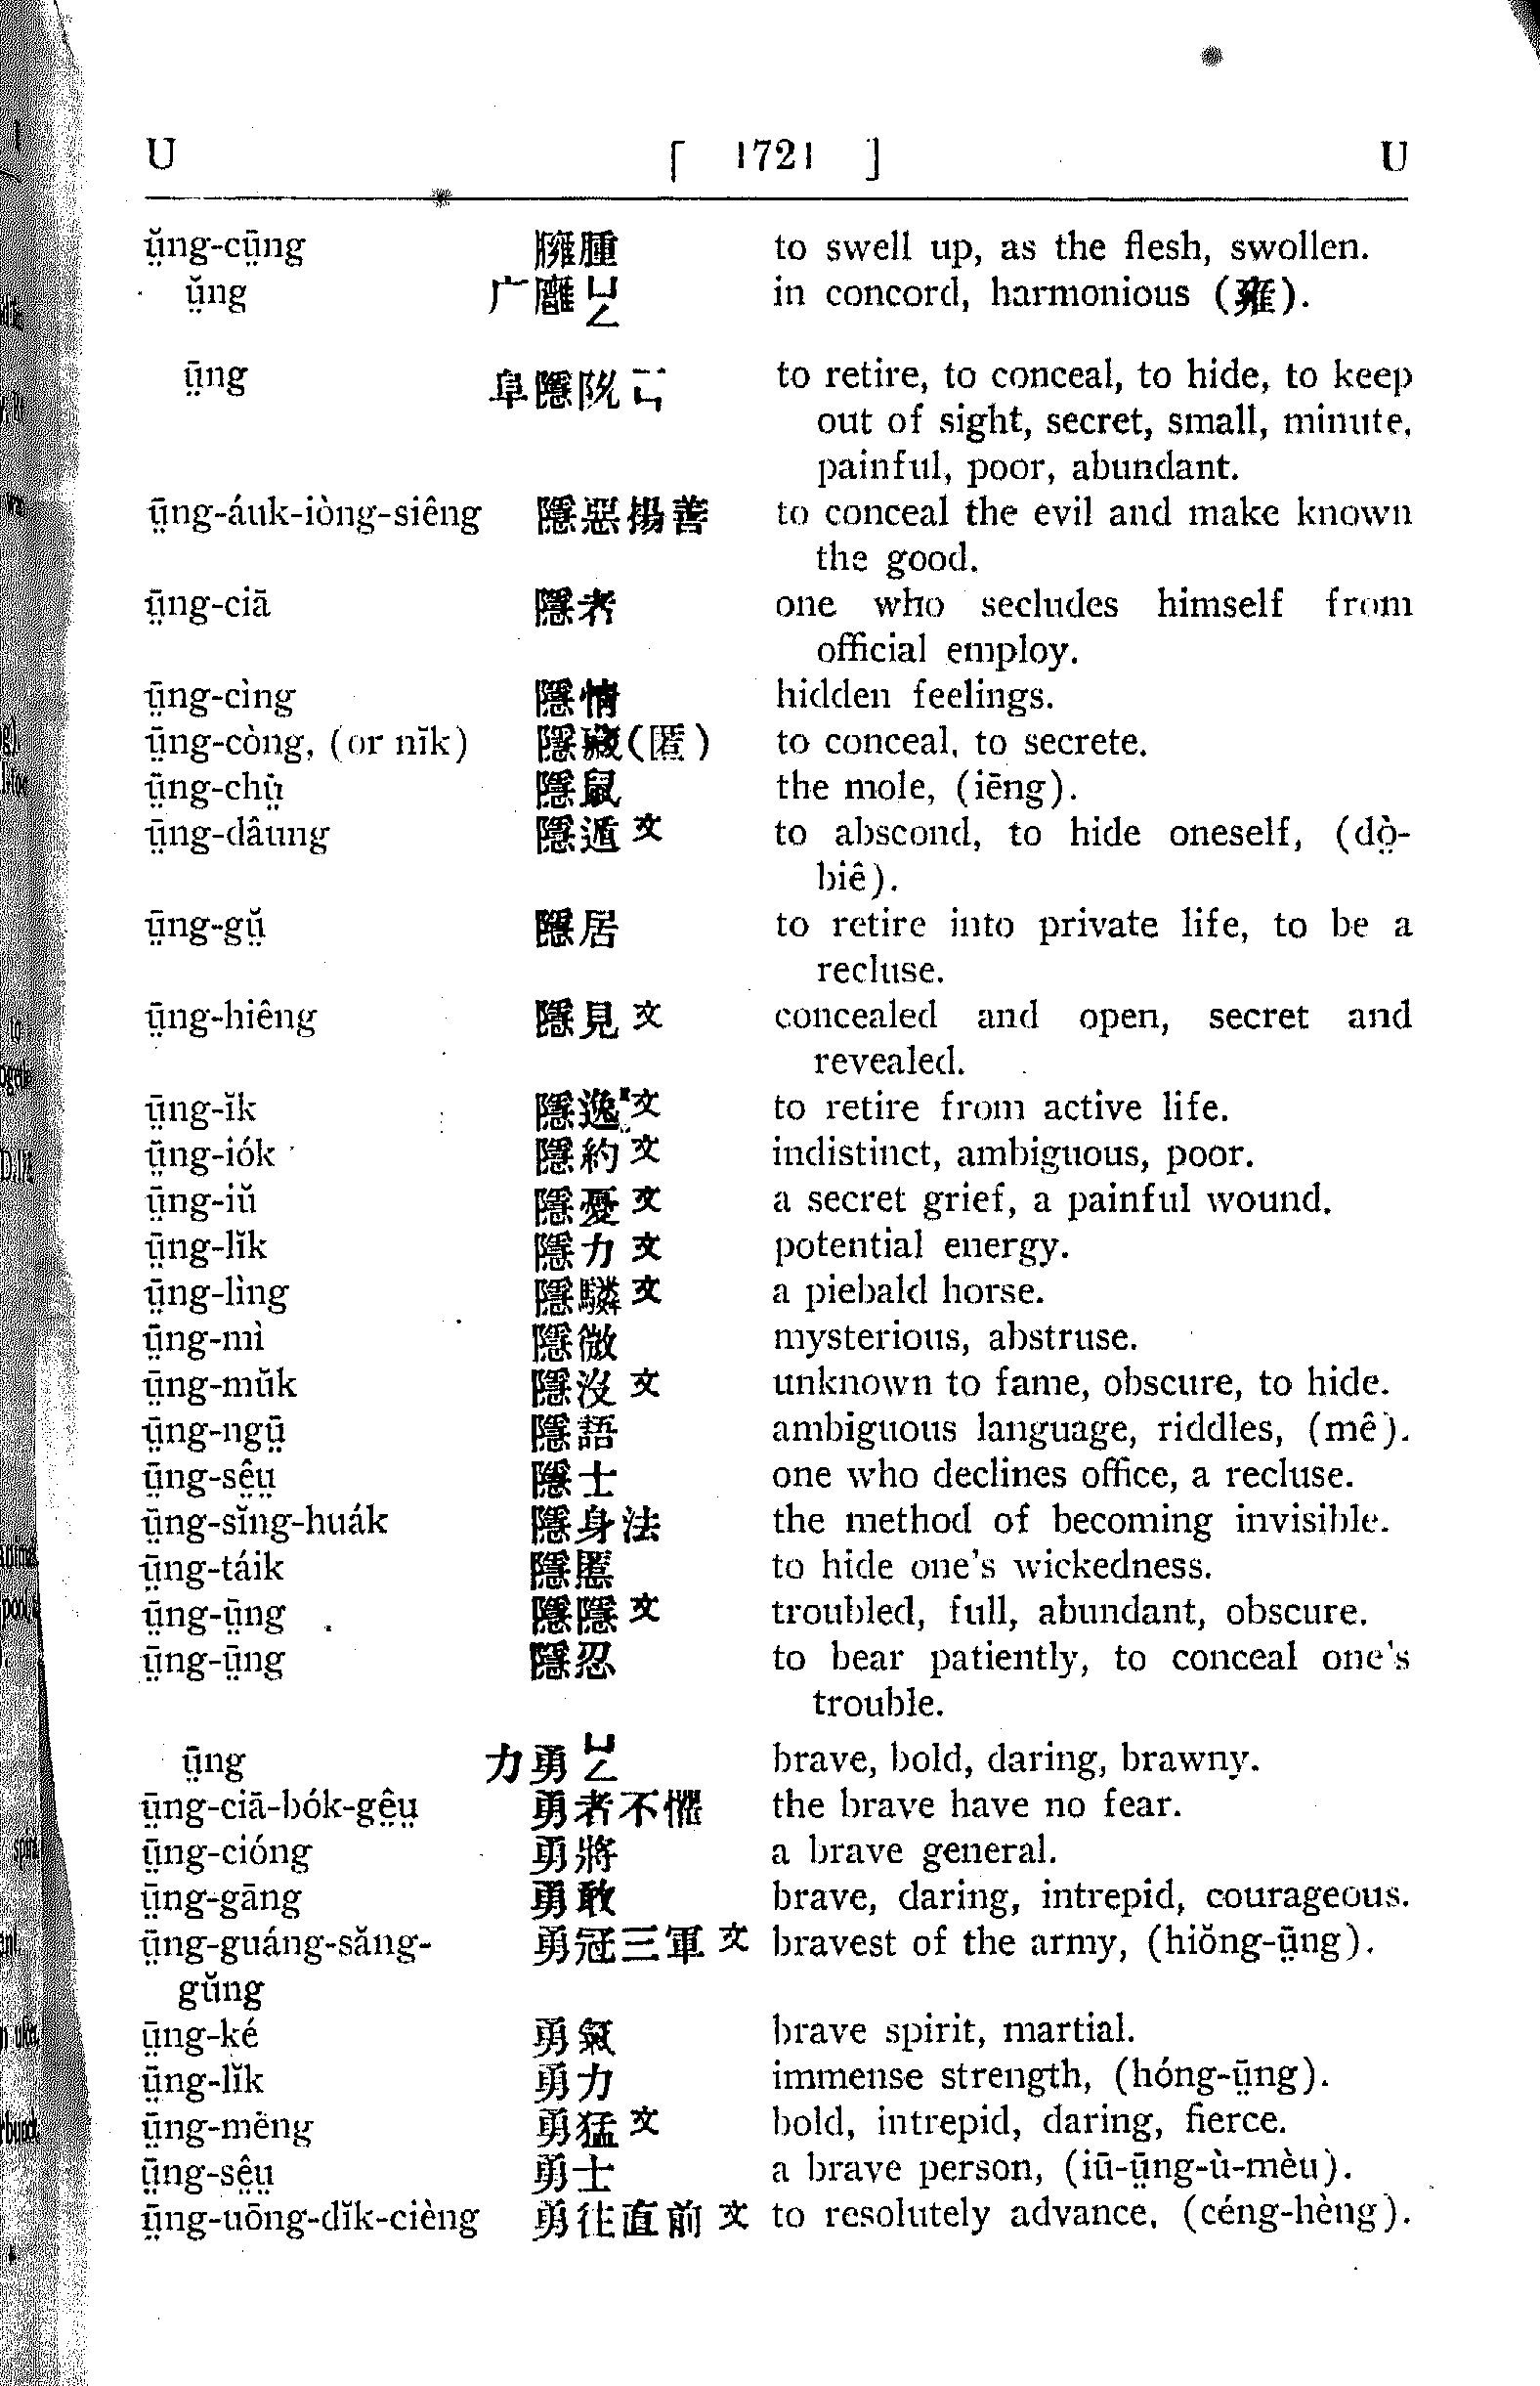 U [ 1721 ] U
ṳ̆ng-cṳ̄ng 臃腫 to swell up, as the flesh, swollen.
ṳ̆ng 广廱ㄩㄥ in concord, harmonious (雍).
ṳ̄ng 阜隱 to retire, to conceal, to hide, to keep
out of sight, secret, small, minute,
painful, poor, abundant.
ṳ̄ng-áuk-iòng-siêng 隱惡揚善 to conceal the evil and make known
the good.
ṳ̄ng-ciā 隱者 one who secludes himself from
official employ.
ṳ̄ng-cìng 隱情 hidden feelings.
ṳ̄ng-còng, (or nĭk) 隱藏(匿) to conceal, to secrete.
ṳ̄ng-chṳ̀ 隱鼠 the mole, (iēng).
ṳ̄ng-dâung 隱遁文 to abscond, to hide oneself, (dò̤-
biê).
ṳ̄ng-gṳ̆ 隱居 to retire into private life, to be a
recluse.
ṳ̄ng-hiêng 隱見文 concealed and open, secret and
revealed.
ṳ̄ng-ĭk 隱逸文 to retire from active life.
ṳ̄ng-iók 隱約文 indistinct, ambiguous, poor.
ṳ̄ng-iŭ 隱憂文 a secret grief, a painful wound.
ṳ̄ng-lĭk 隱力文 potential energy.
ṳ̄ng-lìng 隱驎文 a piebald horse.
ṳ̄ng-mì 隱微 mysterious, abstruse.
ṳ̄ng-mŭk 隱沒文 unknown to fame, obscure, to hide.
ṳ̄ng-ngṳ̄ 隱語 ambiguous language, riddles, (mê).
ṳ̄ng-sê̤ṳ 隱士 one who declines office, a recluse.
ṳ̄ng-sĭng-huák 隱身法 the method of becoming invisible.
ṳ̄ng-táik 隱慝 to hide one's wickedness.
ṳ̄ng-ṳ̄ng 隱隱文 troubled, full, abundant, obscure.
ṳ̄ng-ṳ̄ng 隱忍 to bear patiently, to conceal one's
trouble.
ṳ̄ng 力勇ㄩㄥ brave, bold, daring, brawny.
ṳ̄ng-ciā-bók-gê̤ṳ 勇者不懼 the brave have no fear.
ṳ̄ng-cióng 勇將 a brave general.
ṳ̄ng-gāng 勇敢 brave, daring, intrepid, courageous.
ṳ̄ng-guáng-săng- 勇冠三軍文 bravest of the army, (hiŏng-ṳ̄ng).
gŭng
ṳ̄ng-ké 勇氣 brave spirit, martial.
ṳ̄ng-lĭk 勇力 immense strength, (hóng-ṳ̄ng).
ṳ̄ng-mēng 勇猛文 bold, intrepid, daring, fierce.
ṳ̄ng-sê̤ṳ 勇士 a brave person, (iū-ṳ̄ng-ù-mèu).
ṳ̄ng-uōng-dĭk-cièng 勇往直前文 to resolutely advance, (céng-hèng).